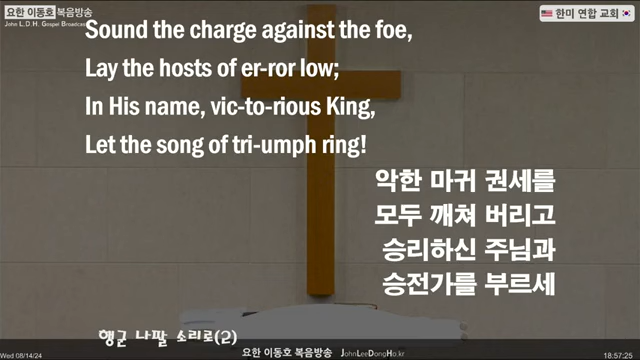 요한 이동호 복음방송
John L.D.H. Gospel Broadcast
한미 연합 교회
Sound the charge against the foe,
Lay the hosts of er-ror low;
In His name, vic-to-rious King,
Let the song of tri-umph ring!
악한 마귀 권세를
모두 깨쳐 버리고
승리하신 주님과
승전가를 부르세
행군 나팔 소리로(2)
Wed 08/14/24
요한 이동호 복음방송 JohnLeeDongHo.kr
18:57:25